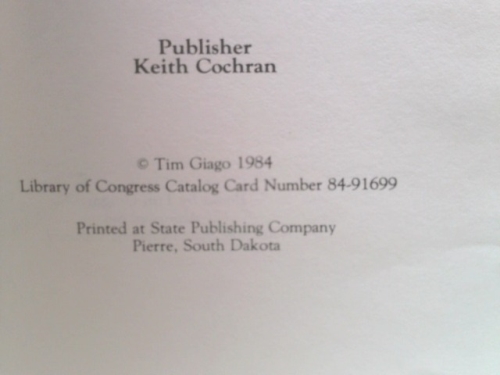 Publisher
Keith Cochran
© Tim Giago 1984
Library of Congress Catalog Card Number 84-91699
Printed at State Publishing Company
Pierre, South Dakota